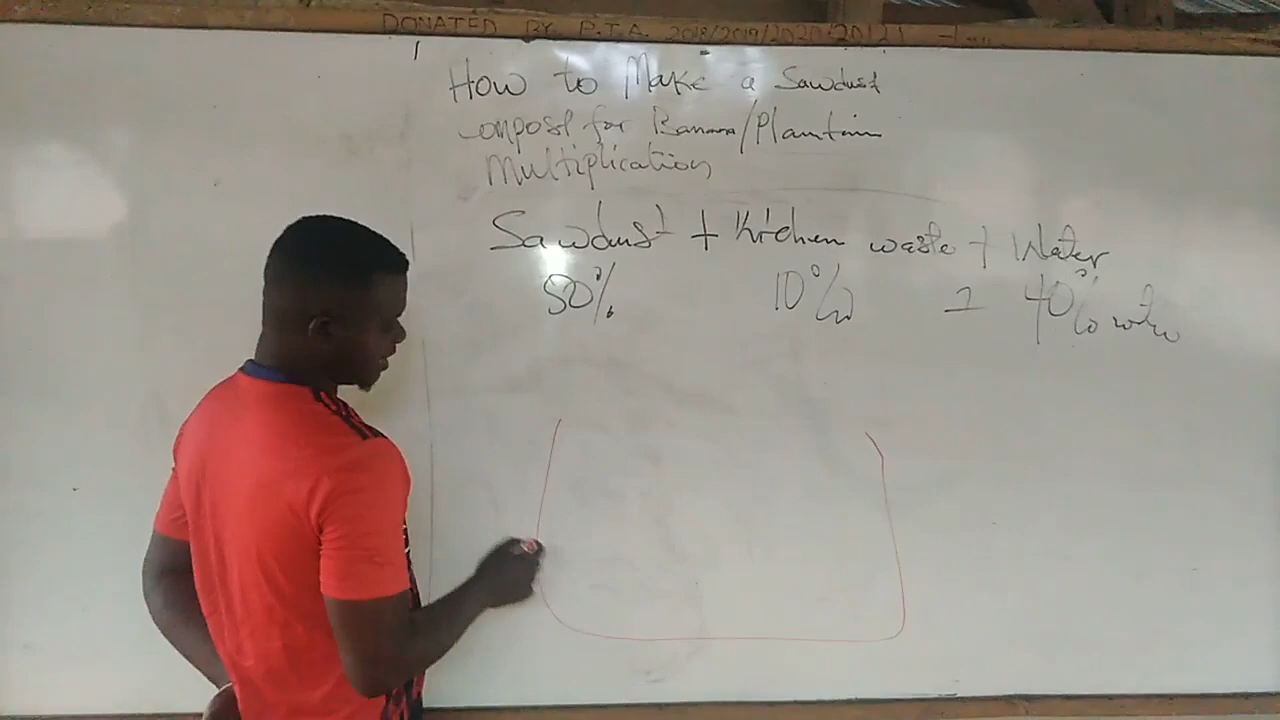 DONATED BY P.T.A. 2018/2019/2020/2021
How to Make a Sawdust
compost for Banana/Plantain
Multiplication
Sawdust + Kitchen waste + Water
50% 10% = 40% water